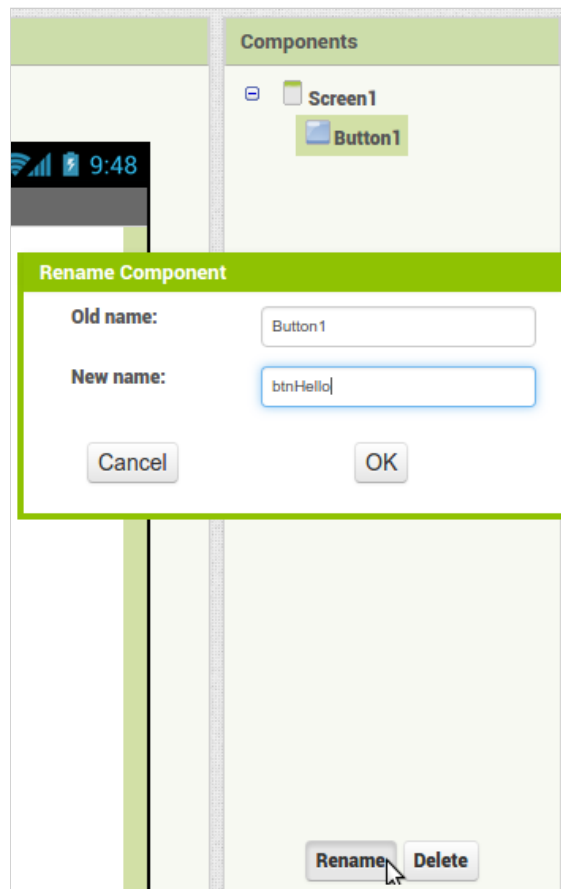 Components
Screen1
Button1
9:48
Rename Component
Old name:
Button1
New name:
btnHello
Cancel
OK
Rename
Delete